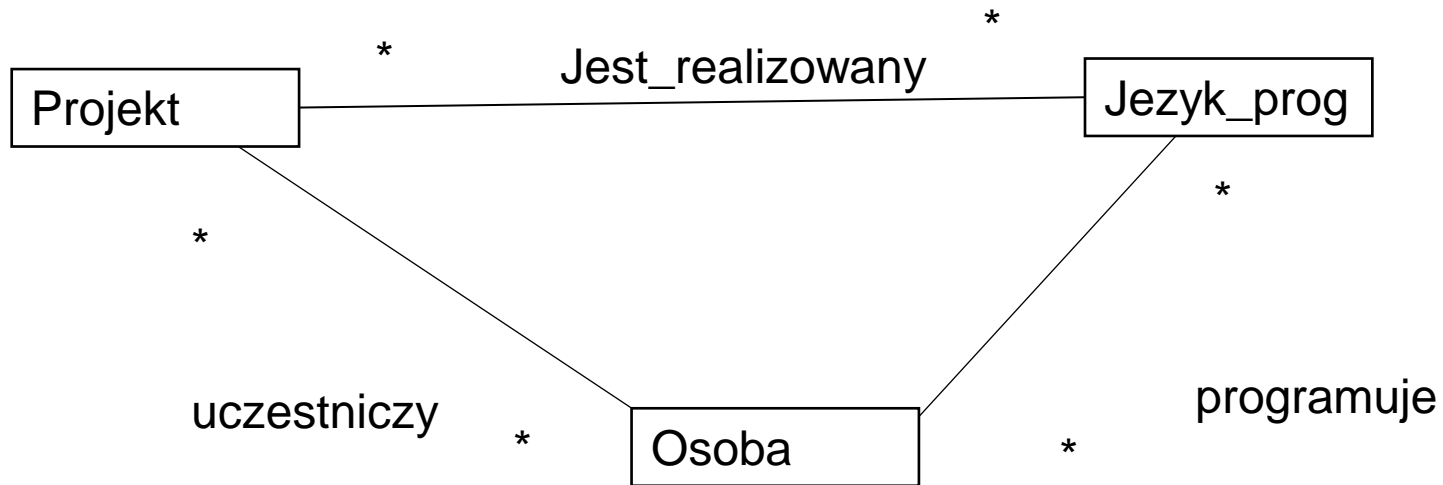 * *
Jest_realizowany
Projekt Jezyk_prog
* *
uczestniczy programuje
* Osoba *